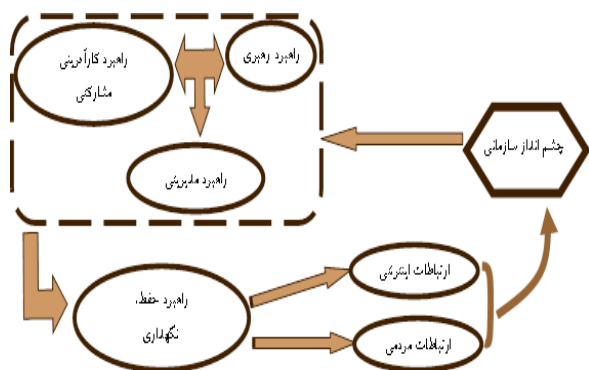 راهبرد رهبری
راهبرد کارآفرینی
مشارکتی
چشم انداز سازمانی
راهبرد مدیریتی
ارتباطات اینترنتی
راهبرد حفظ،
نگهداری
ارتباطات مردمی